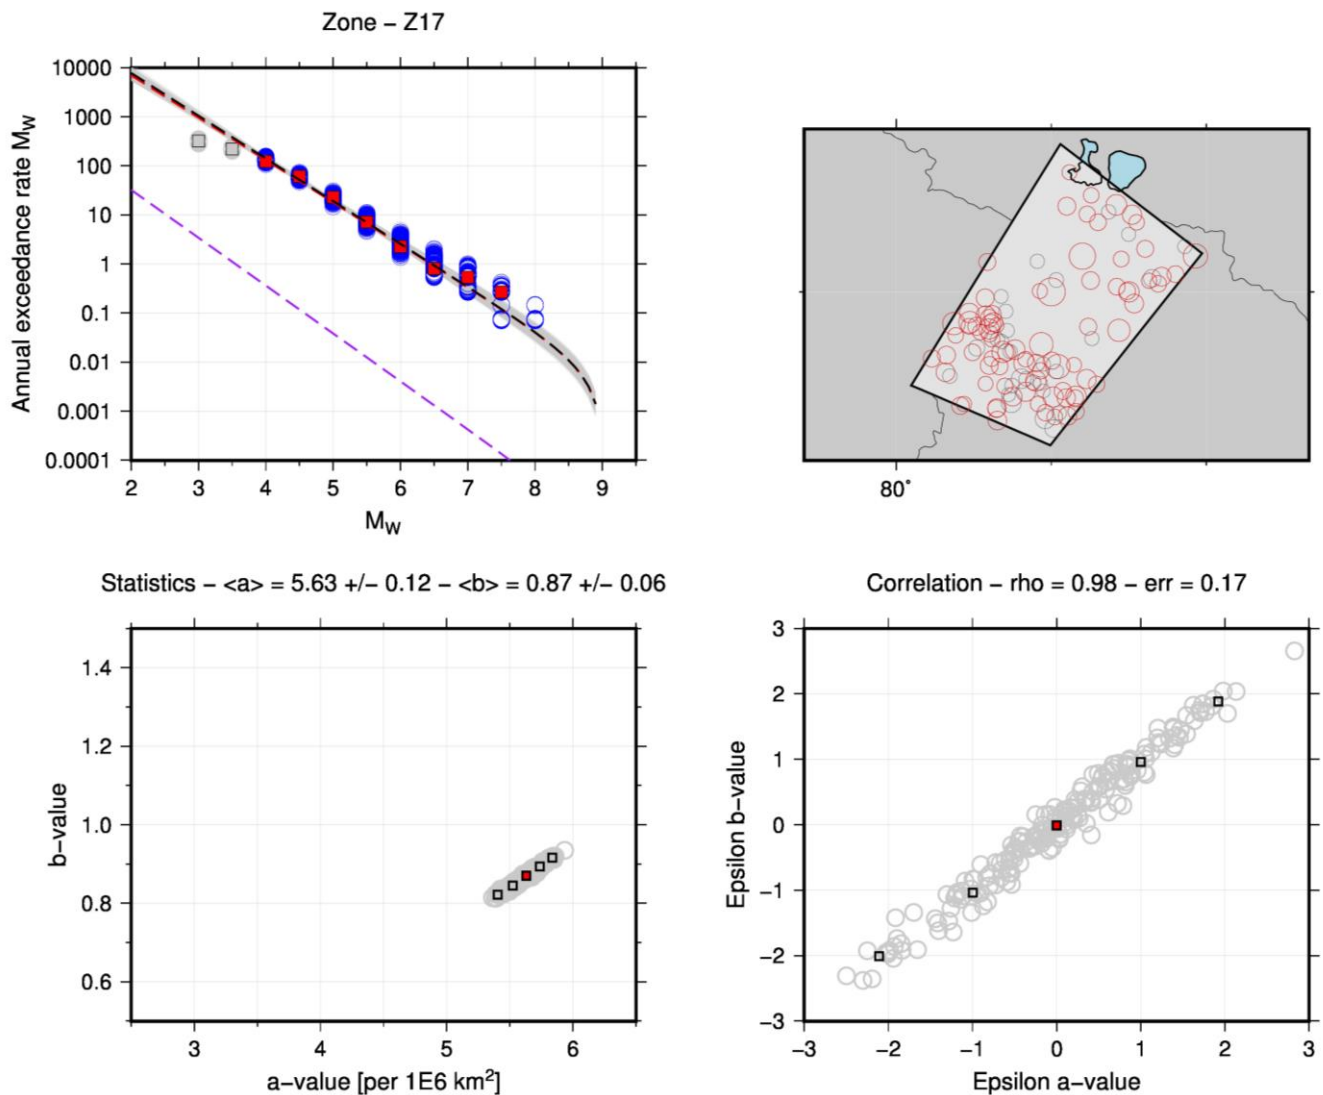 Zone – Z17
10000
1000
100
10
1
0.1
0.01
0.001
0.0001
Annual exceedance rate MW
2 3 4 5 6 7 8 9
MW
80°
Statistics – <a> = 5.63 +/– 0.12 – <b> = 0.87 +/– 0.06
1.4
1.2
1.0
0.8
0.6
b–value
3 4 5 6
a–value [per 1E6 km²]
Correlation – rho = 0.98 – err = 0.17
3
2
1
0
–1
–2
–3
Epsilon b–value
–3 –2 –1 0 1 2 3
Epsilon a–value